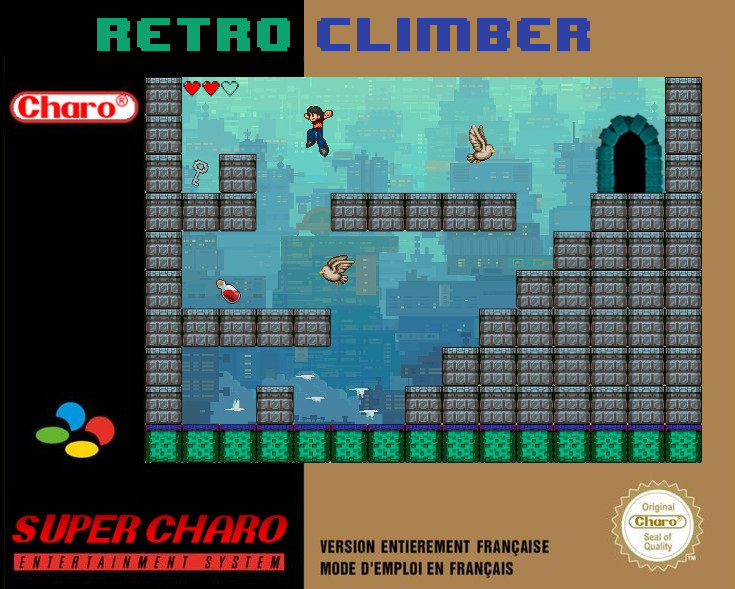 RETRO CLIMBER
Charo®
SUPER CHARO
ENTERTAINMENT SYSTEM
VERSION ENTIEREMENT FRANÇAISE
MODE D'EMPLOI EN FRANÇAIS
Original
Charo®
Seal of
Quality
TM